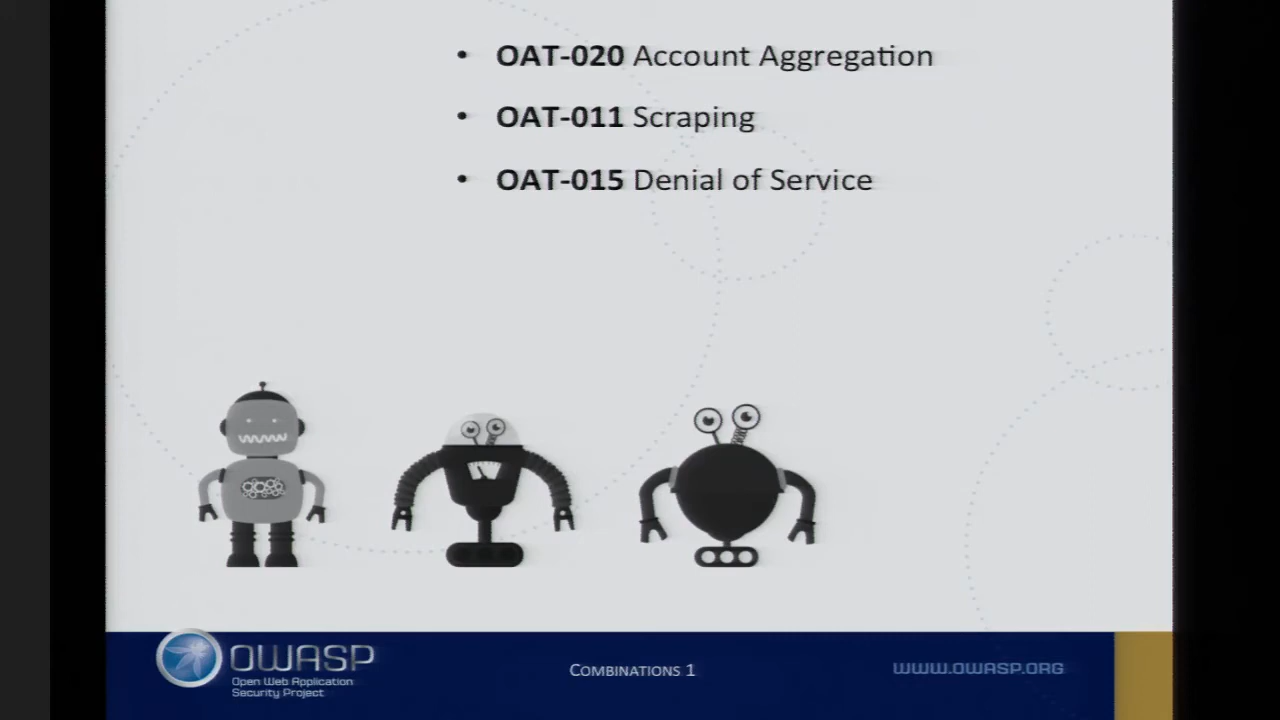 • OAT-020 Account Aggregation
• OAT-011 Scraping
• OAT-015 Denial of Service
OWASP
Open Web Application
Security Project
COMBINATIONS 1
WWW.OWASP.ORG